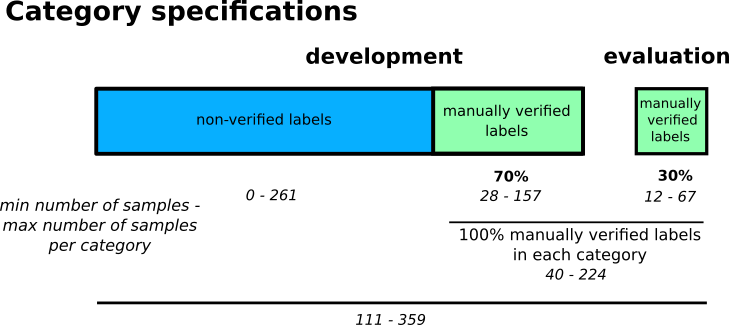 Category specifications
development
evaluation
non-verified labels
manually verified
labels
manually
verified
labels
70%
30%
0 - 261
28 - 157
12 - 67
min number of samples -
max number of samples
per category
100% manually verified labels
in each category
40 - 224
111 - 359